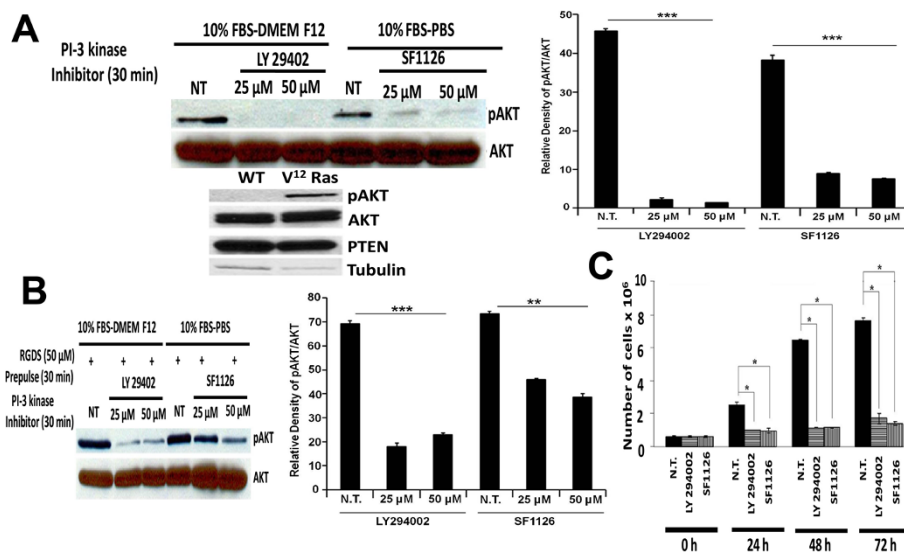 A
PI-3 kinase
Inhibitor (30 min)
10% FBS-DMEM F12 10% FBS-PBS
LY 29402 SF1126
NT 25 µM 50 µM NT 25 µM 50 µM
pAKT
AKT
WT V¹² Ras
pAKT
AKT
PTEN
Tubulin
Relative Density of pAKT/AKT
50
40
30
20
10
0
***
***
N.T. 25 µM 50 µM N.T. 25 µM 50 µM
LY294002 SF1126
B
10% FBS-DMEM F12 10% FBS-PBS
RGDS (50 µM) + + + + + +
Prepulse (30 min)
PI-3 kinase
Inhibitor (30 min)
LY 29402 SF1126
NT 25 µM 50 µM NT 25 µM 50 µM
pAKT
AKT
Relative Density of pAKT/AKT
80
70
60
50
40
30
20
10
0
***
**
N.T. 25 µM 50 µM N.T. 25 µM 50 µM
LY294002 SF1126
C
Number of cells x 10⁶
10
8
6
4
2
0
* *
* *
* *
N.T. LY 294002 SF1126 N.T. LY 294002 SF1126 N.T. LY 294002 SF1126 N.T. LY 294002 SF1126
0 h 24 h 48 h 72 h